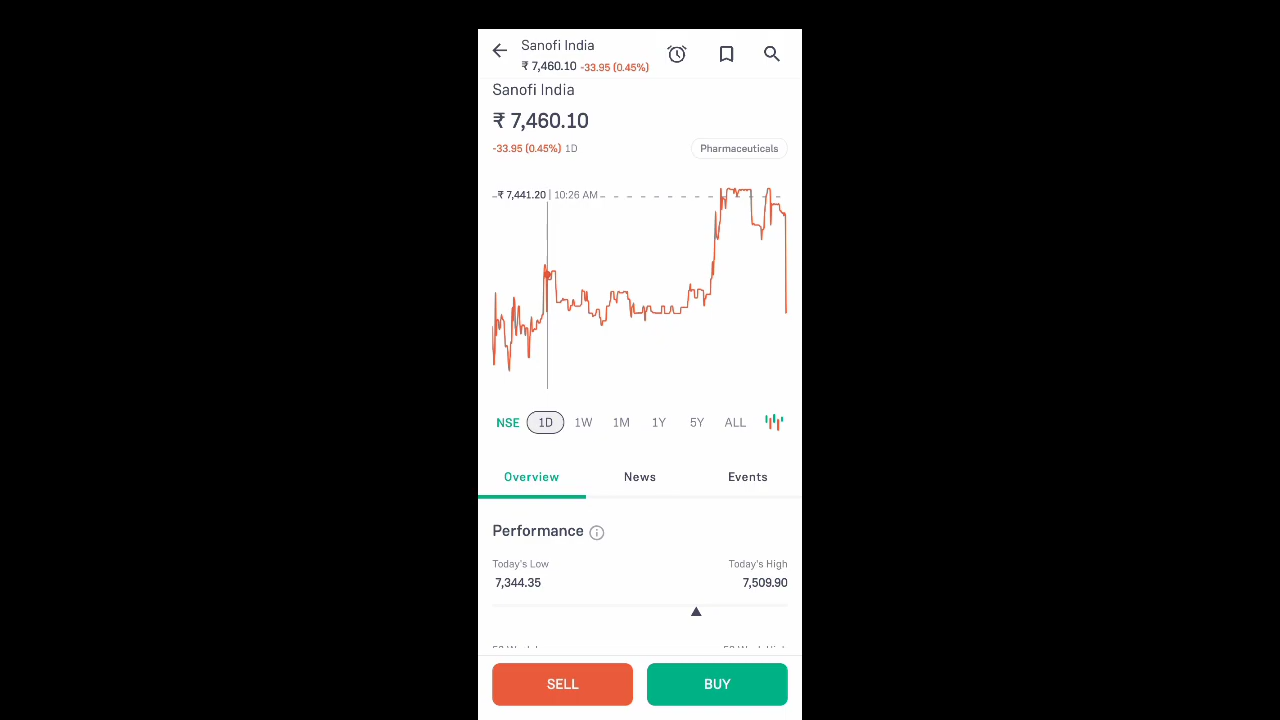 Sanofi India
₹ 7,460.10 -33.95 (0.45%)
Sanofi India
₹ 7,460.10
-33.95 (0.45%) 1D
Pharmaceuticals
₹ 7,441.20 | 10:26 AM
NSE 1D 1W 1M 1Y 5Y ALL
Overview News Events
Performance
Today's Low Today's High
7,344.35 7,509.90
SELL BUY